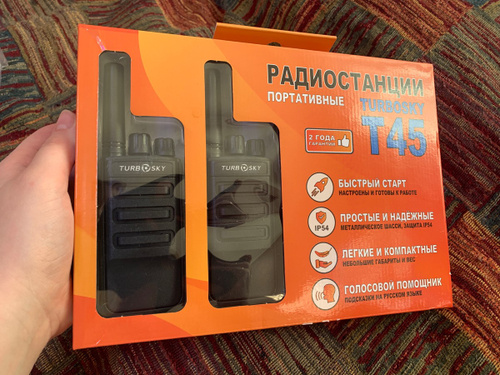 РАДИОСТАНЦИИ
ПОРТАТИВНЫЕ
TURBOSKY
T45
2 ГОДА
ГАРАНТИИ
БЫСТРЫЙ СТАРТ
НАСТРОЕНЫ И ГОТОВЫ К РАБОТЕ
IP54
ПРОСТЫЕ И НАДЕЖНЫЕ
МЕТАЛЛИЧЕСКОЕ ШАССИ, ЗАЩИТА IP54
ЛЕГКИЕ И КОМПАКТНЫЕ
НЕБОЛЬШИЕ ГАБАРИТЫ И ВЕС
ГОЛОСОВОЙ ПОМОЩНИК
ПОДСКАЗКИ НА РУССКОМ ЯЗЫКЕ
TURBOSKY
TURBOSKY